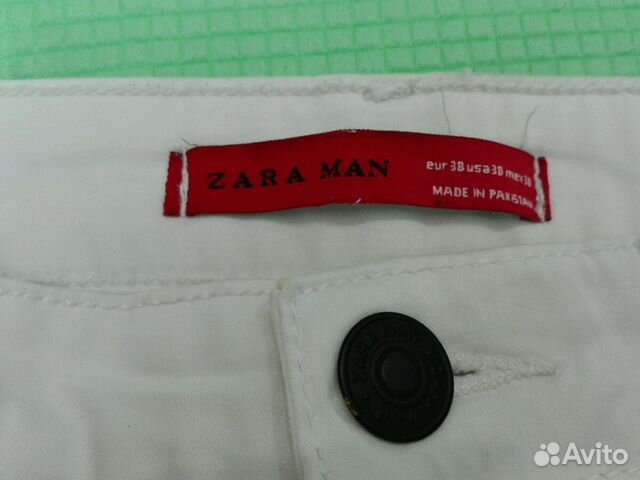 ZARA MAN
eur 38 usa 30 mex 30
MADE IN PAKISTAN
ZARA MAN
Avito